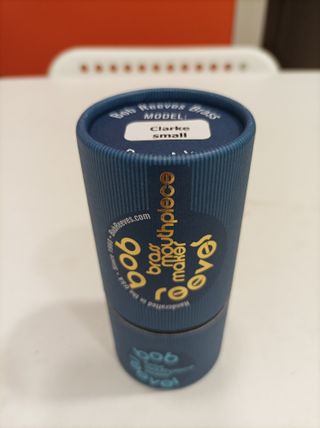 Bob Reeves Brass
MODEL:
Clarke
small
bob
brass
mouthpiece
maker
reeves
BobReeves.com
Handcrafted in the USA
bob
reeves